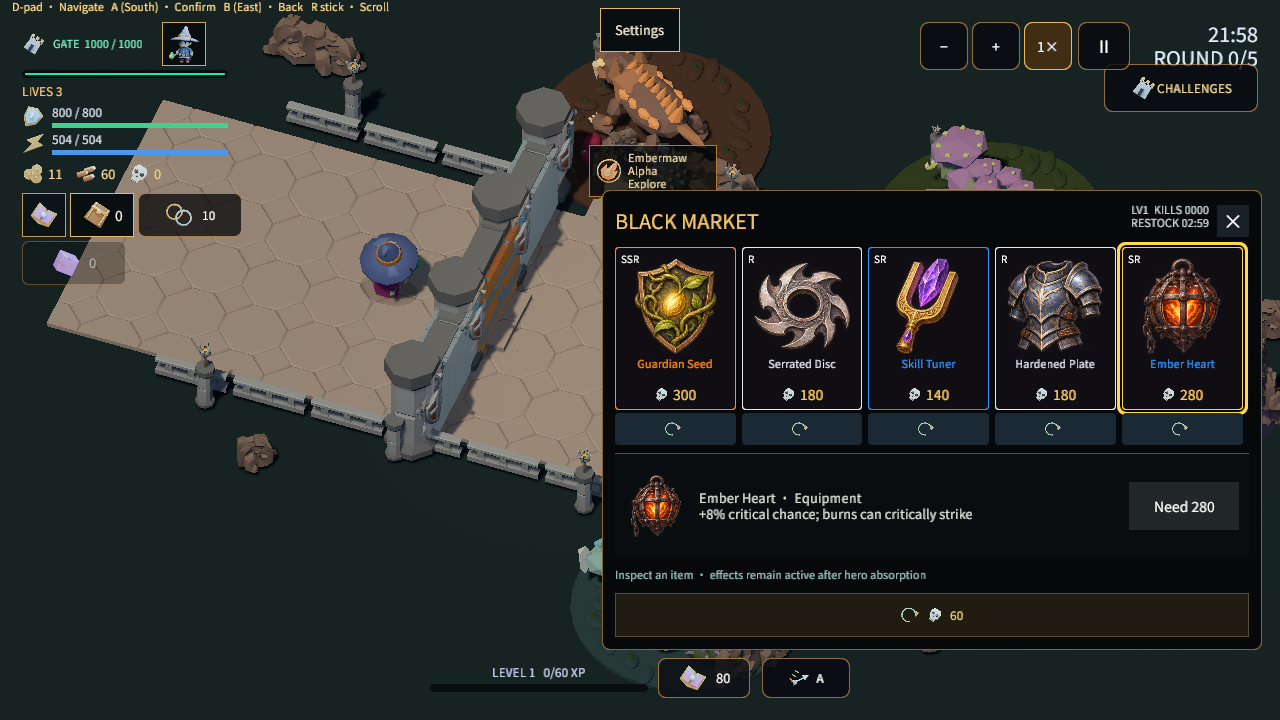 D-pad • Navigate A (South) • Confirm B (East) • Back R stick • Scroll
GATE 1000 / 1000
LIVES 3
800 / 800
504 / 504
11
60
0
0
10
0
Settings
−
+
1×
21:58
ROUND 0/5
CHALLENGES
Embermaw
Alpha
Explore
BLACK MARKET
LV1 KILLS 0000
RESTOCK 02:59
SSR
Guardian Seed
300
R
Serrated Disc
180
SR
Skill Tuner
140
R
Hardened Plate
180
SR
Ember Heart
280
Ember Heart • Equipment
+8% critical chance; burns can critically strike
Need 280
Inspect an item • effects remain active after hero absorption
60
LEVEL 1 0/60 XP
80
A